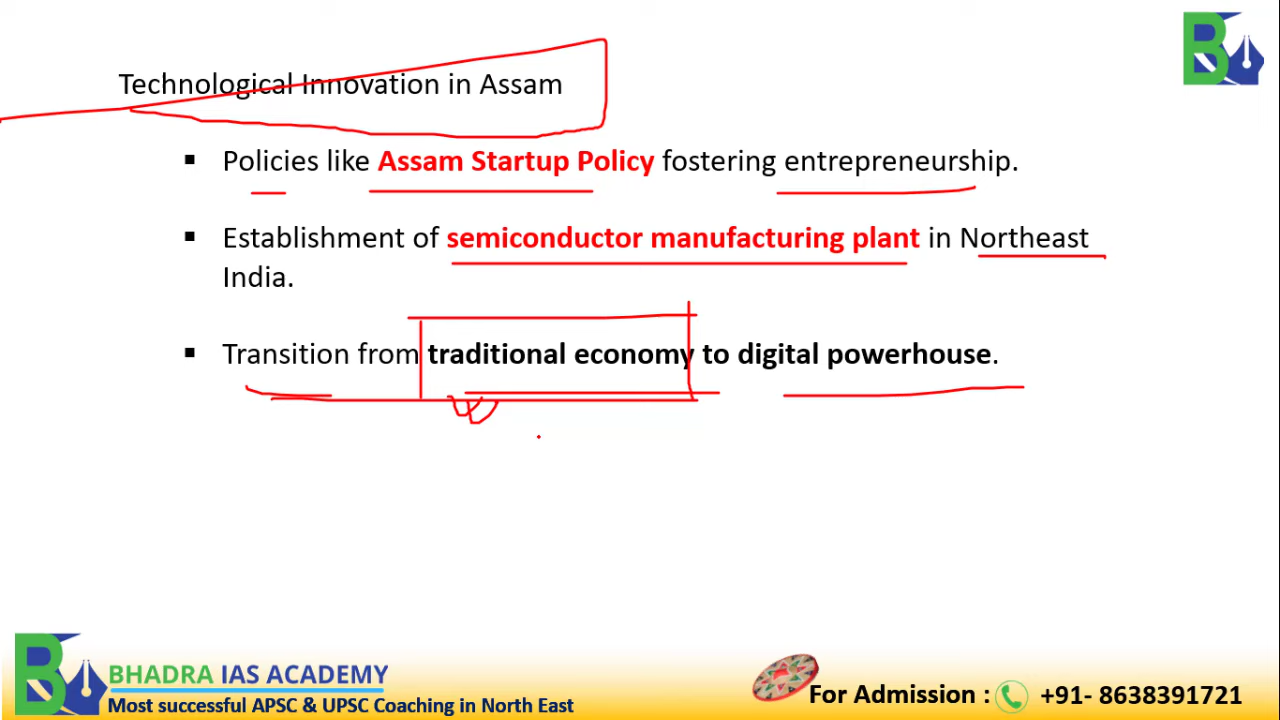 Technological Innovation in Assam
▪ Policies like Assam Startup Policy fostering entrepreneurship.
▪ Establishment of semiconductor manufacturing plant in Northeast
India.
▪ Transition from traditional economy to digital powerhouse.
BHADRA IAS ACADEMY
Most successful APSC & UPSC Coaching in North East
For Admission : +91- 8638391721